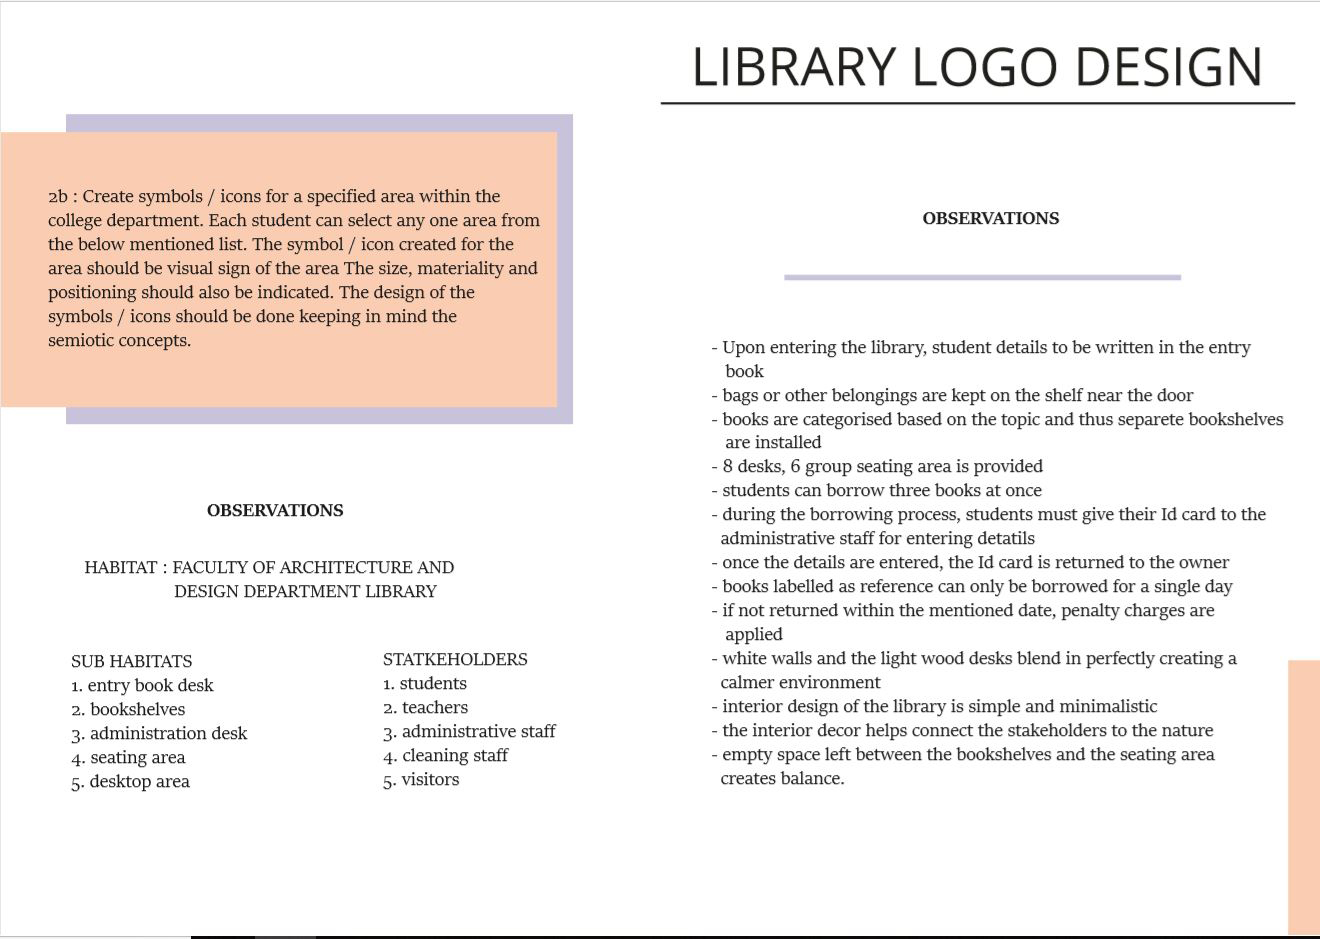 LIBRARY LOGO DESIGN
2b : Create symbols / icons for a specified area within the
college department. Each student can select any one area from
the below mentioned list. The symbol / icon created for the
area should be visual sign of the area The size, materiality and
positioning should also be indicated. The design of the
symbols / icons should be done keeping in mind the
semiotic concepts.
OBSERVATIONS
HABITAT : FACULTY OF ARCHITECTURE AND
DESIGN DEPARTMENT LIBRARY
SUB HABITATS
1. entry book desk
2. bookshelves
3. administration desk
4. seating area
5. desktop area
STATKEHOLDERS
1. students
2. teachers
3. administrative staff
4. cleaning staff
5. visitors
OBSERVATIONS
- Upon entering the library, student details to be written in the entry
book
- bags or other belongings are kept on the shelf near the door
- books are categorised based on the topic and thus separete bookshelves
are installed
- 8 desks, 6 group seating area is provided
- students can borrow three books at once
- during the borrowing process, students must give their Id card to the
administrative staff for entering detatils
- once the details are entered, the Id card is returned to the owner
- books labelled as reference can only be borrowed for a single day
- if not returned within the mentioned date, penalty charges are
applied
- white walls and the light wood desks blend in perfectly creating a
calmer environment
- interior design of the library is simple and minimalistic
- the interior decor helps connect the stakeholders to the nature
- empty space left between the bookshelves and the seating area
creates balance.